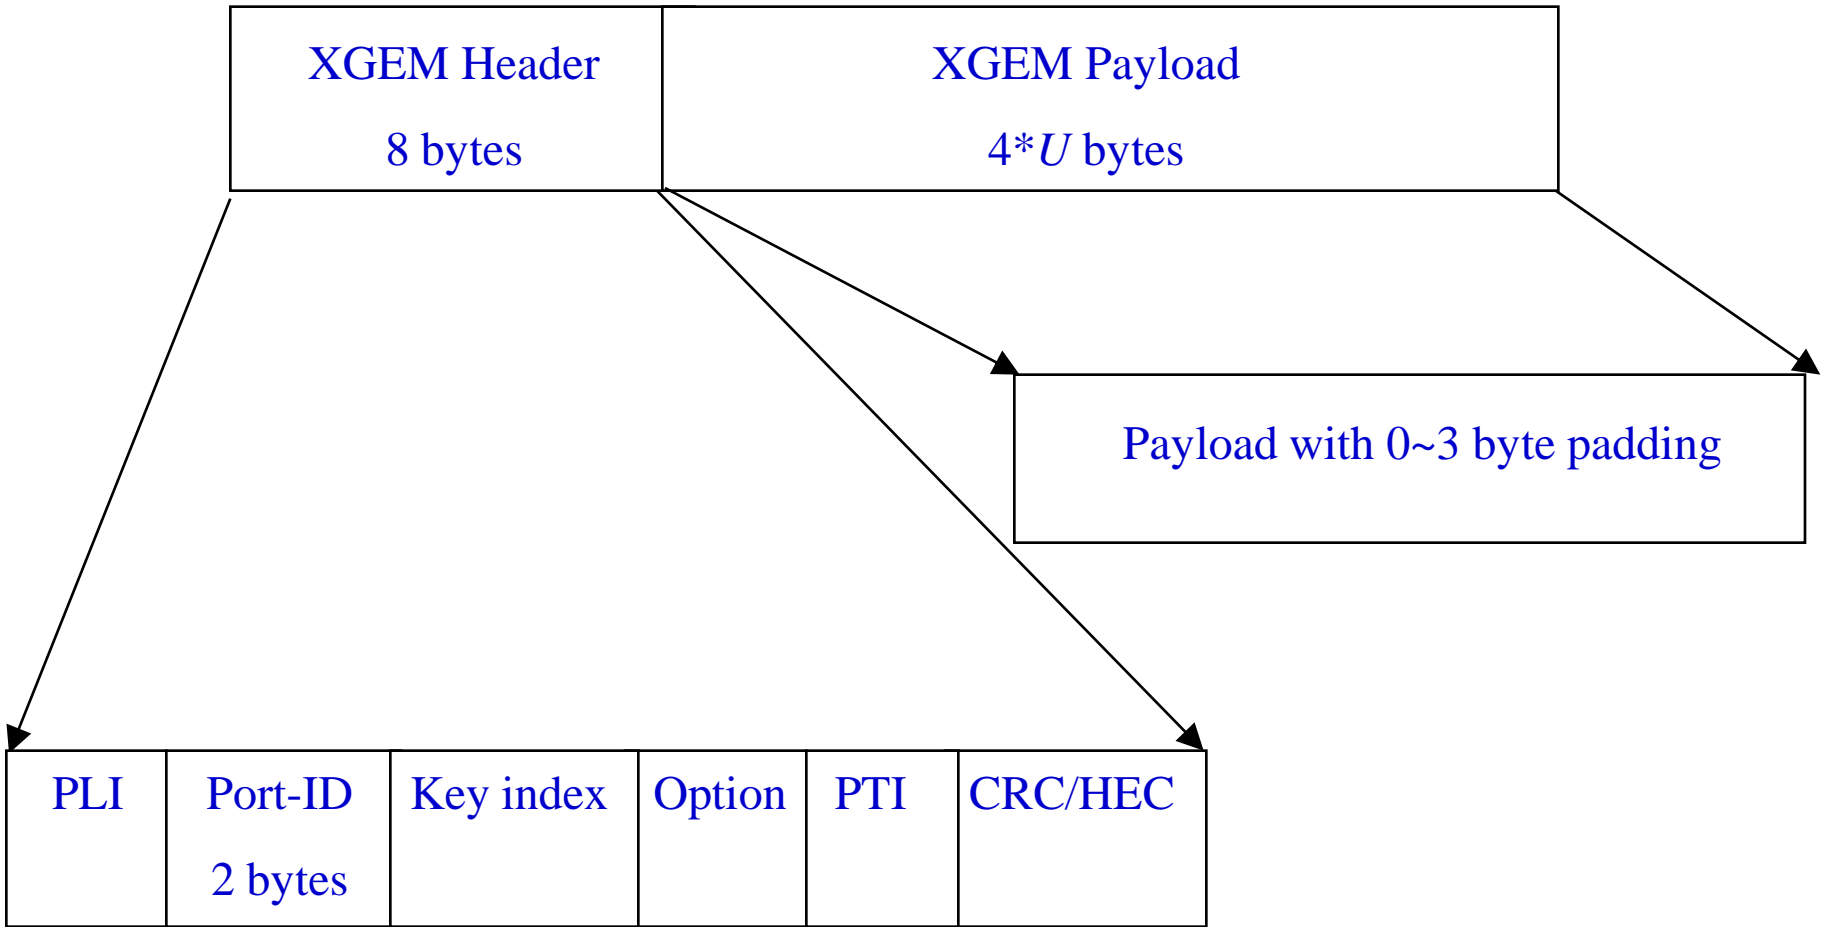 XGEM Header
8 bytes
XGEM Payload
4*U bytes
Payload with 0~3 byte padding
PLI
Port-ID
2 bytes
Key index
Option
PTI
CRC/HEC